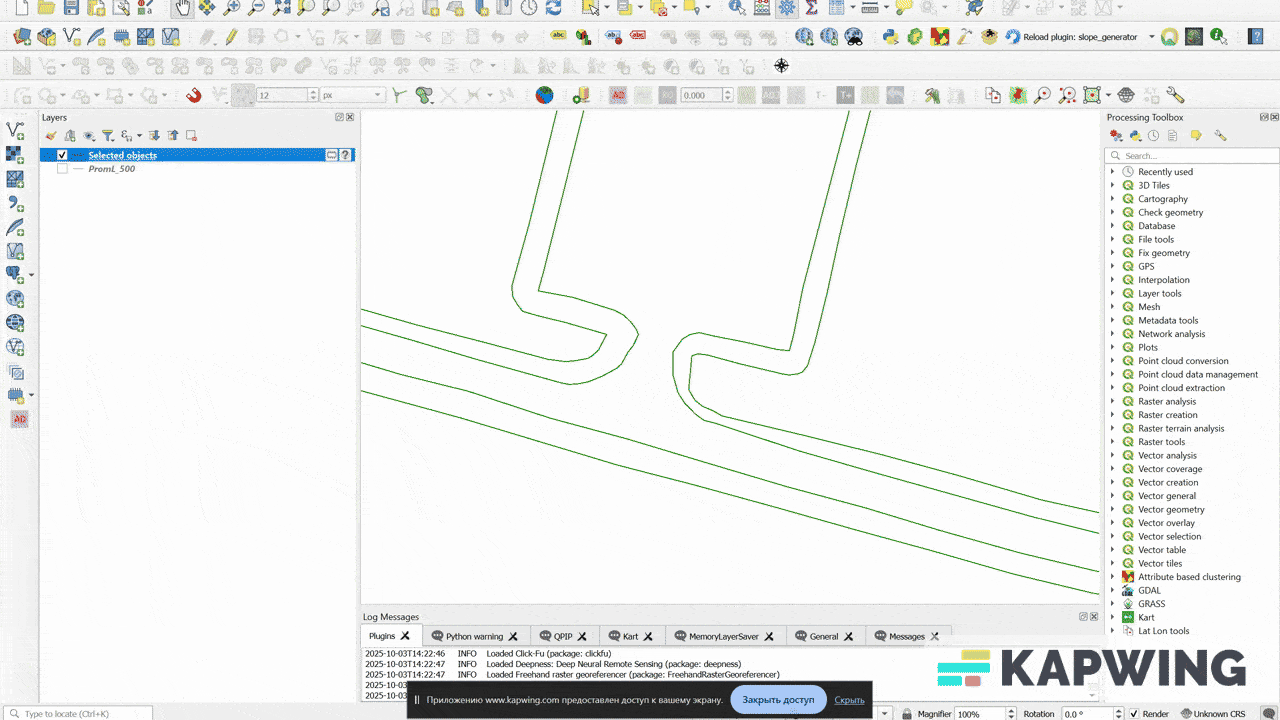 Reload plugin: slope_generator
abc
abc
abc
12
px
AD
0.000
Layers
Selected objects
PromL_500
AD
Processing Toolbox
Search...
Recently used
3D Tiles
Cartography
Check geometry
Database
File tools
Fix geometry
GPS
Interpolation
Layer tools
Mesh
Metadata tools
Network analysis
Plots
Point cloud conversion
Point cloud data management
Point cloud extraction
Raster analysis
Raster creation
Raster terrain analysis
Raster tools
Vector analysis
Vector coverage
Vector creation
Vector general
Vector geometry
Vector overlay
Vector selection
Vector table
Vector tiles
Attribute based clustering
GDAL
GRASS
Kart
Lat Lon tools
Log Messages
Plugins
Python warning
QPIP
Kart
MemoryLayerSaver
General
Messages
2025-10-03T14:22:46 INFO Loaded Click-Fu (package: clickfu)
2025-10-03T14:22:47 INFO Loaded Deepness: Deep Neural Remote Sensing (package: deepness)
2025-10-03T14:22:47 INFO Loaded Freehand raster georeferencer (package: FreehandRasterGeoreferencer)
KAPWING
Приложению www.kapwing.com предоставлен доступ к вашему экрану.
Закрыть доступ
Скрыть
Type to locate (Ctrl+K)
Magnifier 100%
Rotation 0.0 °
Render
Unknown CRS